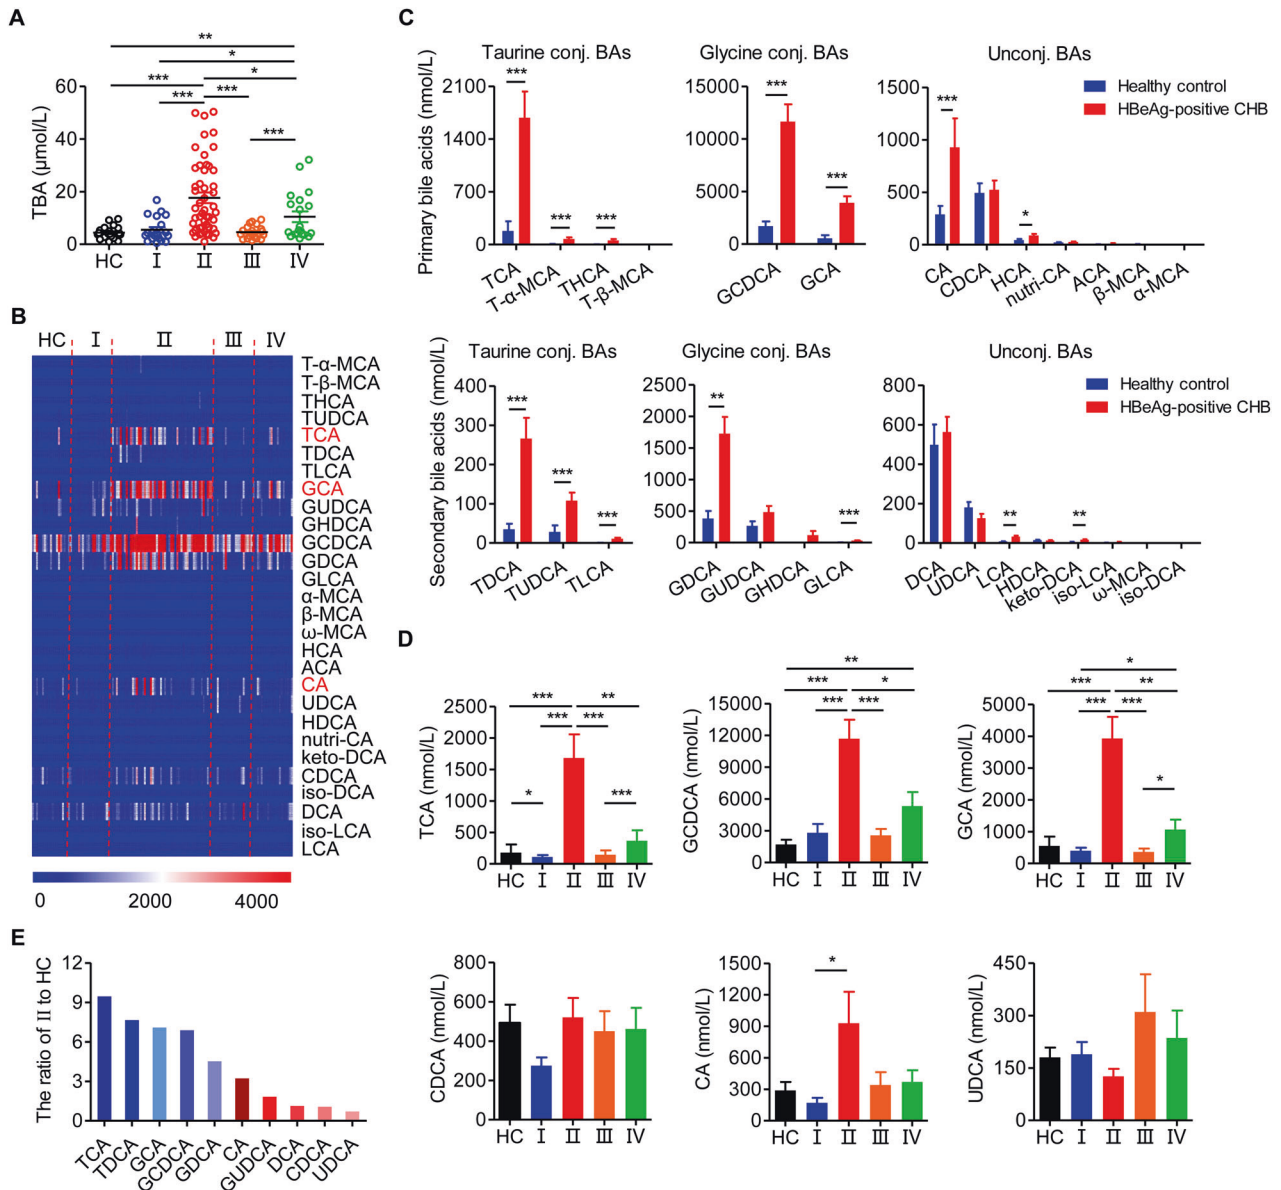 A
**
*
***
*
***
***
***
TBA (μmol/L)
60
40
20
0
HC
I
II
III
IV
B
HC
I
II
III
IV
T-α-MCA
T-β-MCA
THCA
TUDCA
TCA
TDCA
TLCA
GCA
GUDCA
GHDCA
GCDCA
GDCA
GLCA
α-MCA
β-MCA
ω-MCA
HCA
ACA
CA
UDCA
HDCA
nutri-CA
keto-DCA
CDCA
iso-DCA
DCA
iso-LCA
LCA
0
2000
4000
C
Taurine conj. BAs
Primary bile acids (nmol/L)
2100
1400
700
0
***
***
***
TCA
T-α-MCA
THCA
T-β-MCA
Glycine conj. BAs
15000
10000
5000
0
***
***
GCDCA
GCA
Unconj. BAs
Healthy control
HBeAg-positive CHB
1500
1000
500
0
***
*
CA
CDCA
HCA
nutri-CA
ACA
β-MCA
α-MCA
Taurine conj. BAs
Secondary bile acids (nmol/L)
400
300
200
100
0
***
***
***
TDCA
TUDCA
TLCA
Glycine conj. BAs
2500
2000
1500
1000
500
0
**
***
GDCA
GUDCA
GHDCA
GLCA
Unconj. BAs
Healthy control
HBeAg-positive CHB
800
600
400
200
0
**
**
DCA
UDCA
LCA
HDCA
keto-DCA
iso-LCA
ω-MCA
iso-DCA
D
TCA (nmol/L)
2500
2000
1500
1000
500
0
***
**
***
***
*
***
HC
I
II
III
IV
GCDCA (nmol/L)
15000
12000
9000
6000
3000
0
**
***
*
***
***
HC
I
II
III
IV
GCA (nmol/L)
5000
4000
3000
2000
1000
0
*
***
**
***
***
*
HC
I
II
III
IV
CDCA (nmol/L)
800
600
400
200
0
HC
I
II
III
IV
CA (nmol/L)
1500
1200
900
600
300
0
*
HC
I
II
III
IV
UDCA (nmol/L)
450
300
150
0
HC
I
II
III
IV
E
The ratio of II to HC
12
9
6
3
0
TCA
TDCA
GCA
GCDCA
GDCA
CA
GUDCA
DCA
CDCA
UDCA